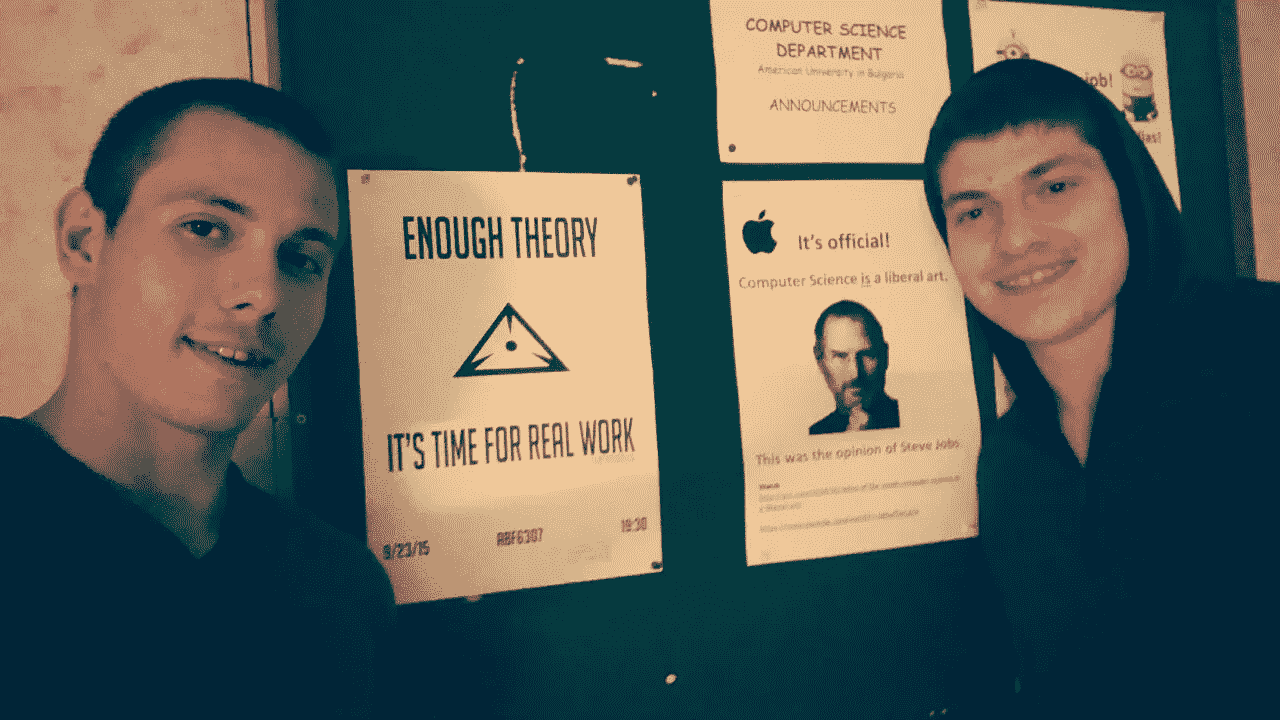 ENOUGH THEORY
IT'S TIME FOR REAL WORK
9/23/15
ABF6307
19:30
COMPUTER SCIENCE
DEPARTMENT
American University in Bulgaria
ANNOUNCEMENTS
It's official!
Computer Science is a liberal art.
This was the opinion of Steve Jobs
job!